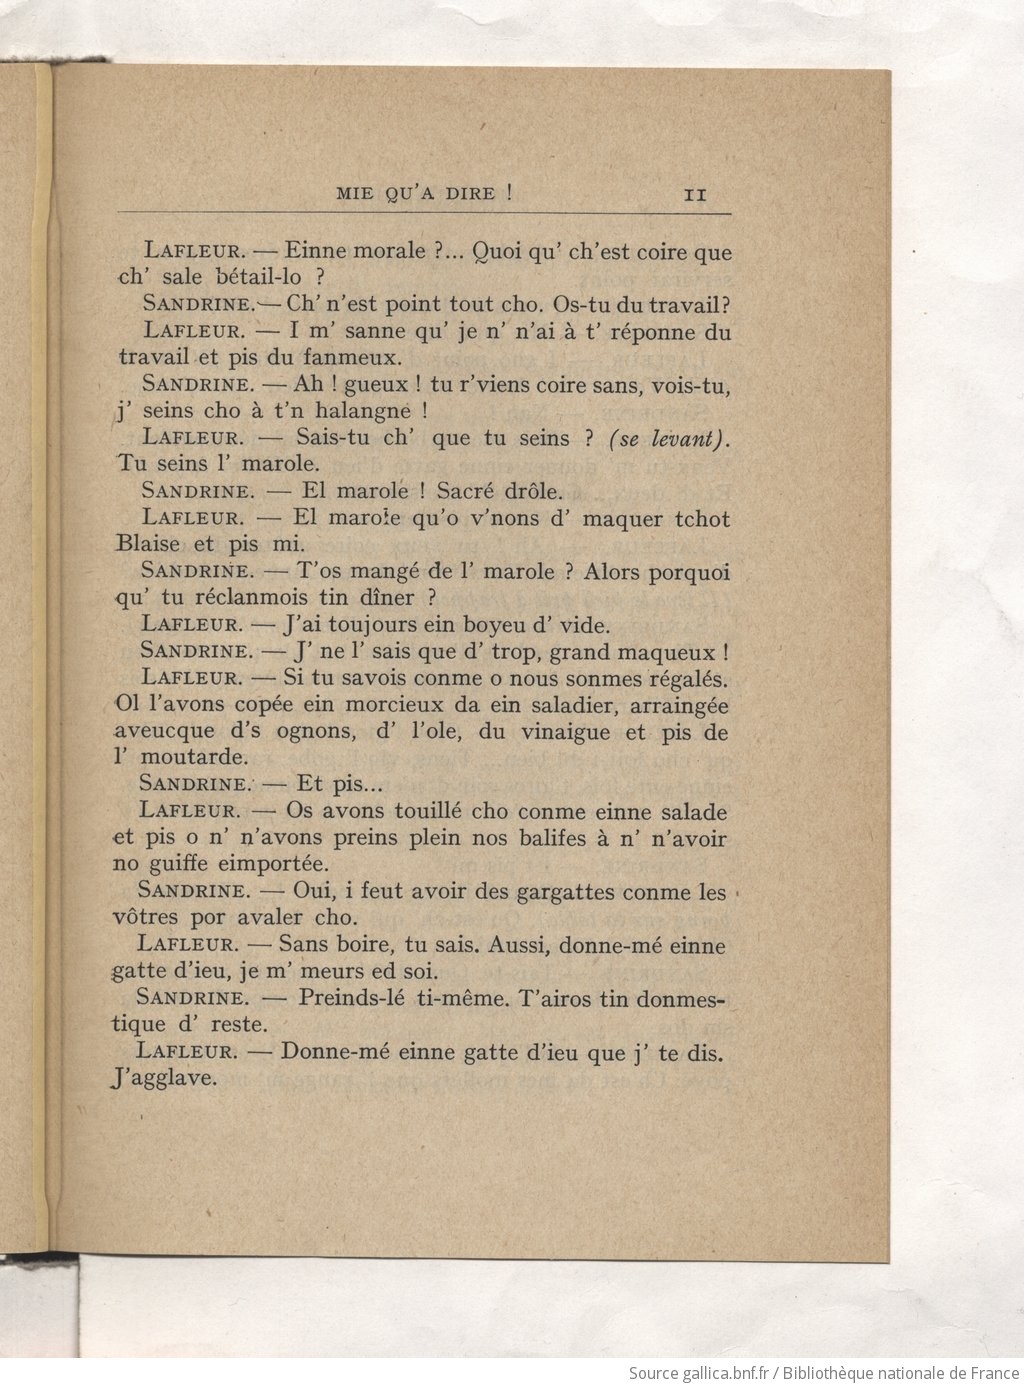 MIE QU'A DIRE ! 11
LAFLEUR. — Einne morale ?... Quoi qu' ch'est coire que
ch' sale bétail-lo ?
SANDRINE. — Ch' n'est point tout cho. Os-tu du travail?
LAFLEUR. — I m' sanne qu' je n' n'ai à t' réponne du
travail et pis du fanmeux.
SANDRINE. — Ah ! gueux ! tu r'viens coire sans, vois-tu,
j' seins cho à t'n halangne !
LAFLEUR. — Sais-tu ch' que tu seins ? (se levant).
Tu seins l' marole.
SANDRINE. — El marole ! Sacré drôle.
LAFLEUR. — El marole qu'o v'nons d' maquer tchot
Blaise et pis mi.
SANDRINE. — T'os mangé de l' marole ? Alors porquoi
qu' tu réclanmois tin dîner ?
LAFLEUR. — J'ai toujours ein boyeu d' vide.
SANDRINE. — J' ne l' sais que d' trop, grand maqueux !
LAFLEUR. — Si tu savois conme o nous sonmes régalés.
Ol l'avons copée ein morcieux da ein saladier, arraingée
aveucque d's ognons, d' l'ole, du vinaigue et pis de
l' moutarde.
SANDRINE. — Et pis...
LAFLEUR. — Os avons touillé cho conme einne salade
et pis o n' n'avons preins plein nos balifes à n' n'avoir
no guiffe eimportée.
SANDRINE. — Oui, i feut avoir des gargattes conme les
vôtres por avaler cho.
LAFLEUR. — Sans boire, tu sais. Aussi, donne-mé einne
gatte d'ieu, je m' meurs ed soi.
SANDRINE. — Preinds-lé ti-même. T'airos tin donmes-
tique d' reste.
LAFLEUR. — Donne-mé einne gatte d'ieu que j' te dis.
J'agglave.
Source gallica.bnf.fr / Bibliothèque nationale de France